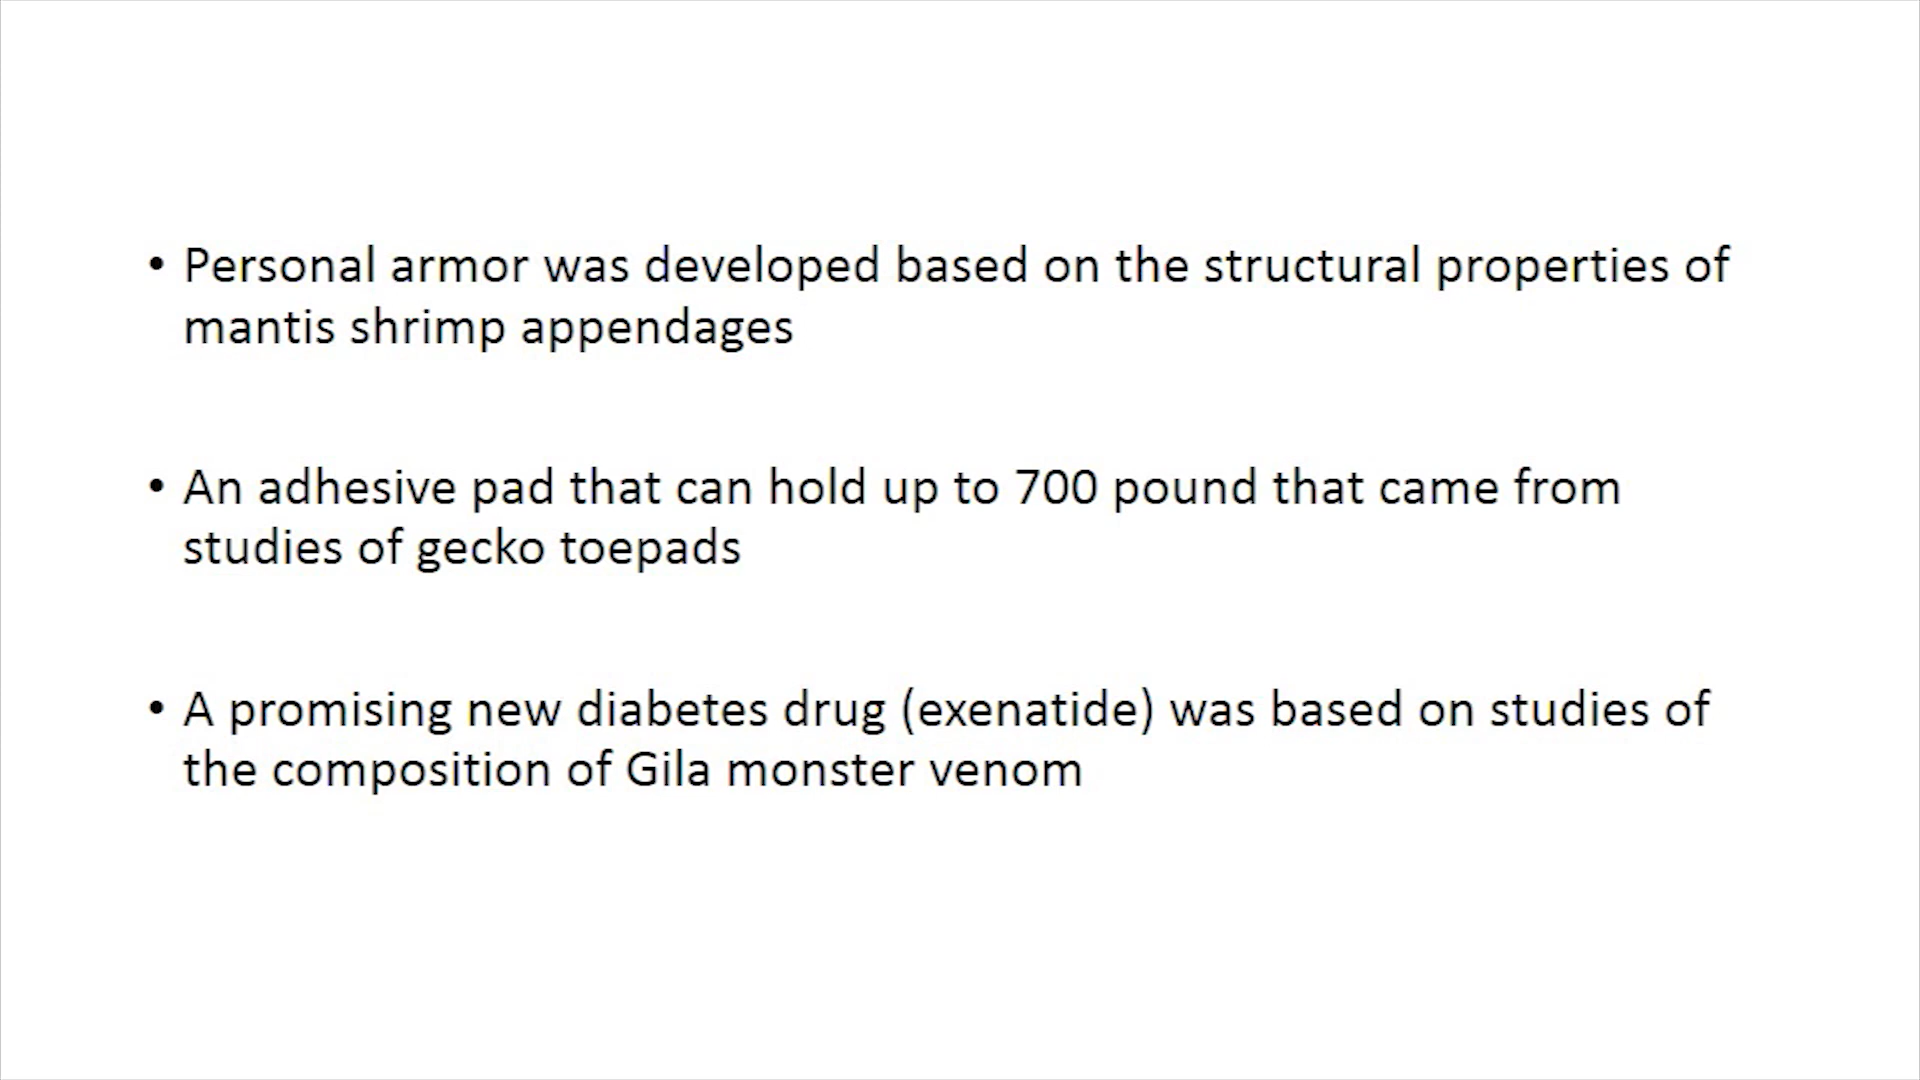 • Personal armor was developed based on the structural properties of
mantis shrimp appendages
• An adhesive pad that can hold up to 700 pound that came from
studies of gecko toepads
• A promising new diabetes drug (exenatide) was based on studies of
the composition of Gila monster venom